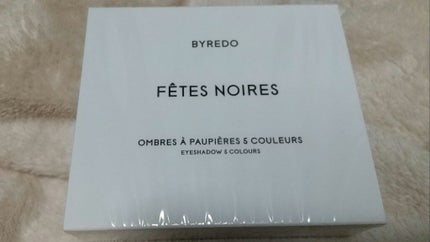 BYREDO
FÊTES NOIRES
OMBRES À PAUPIÈRES 5 COULEURS
EYESHADOW 5 COLOURS